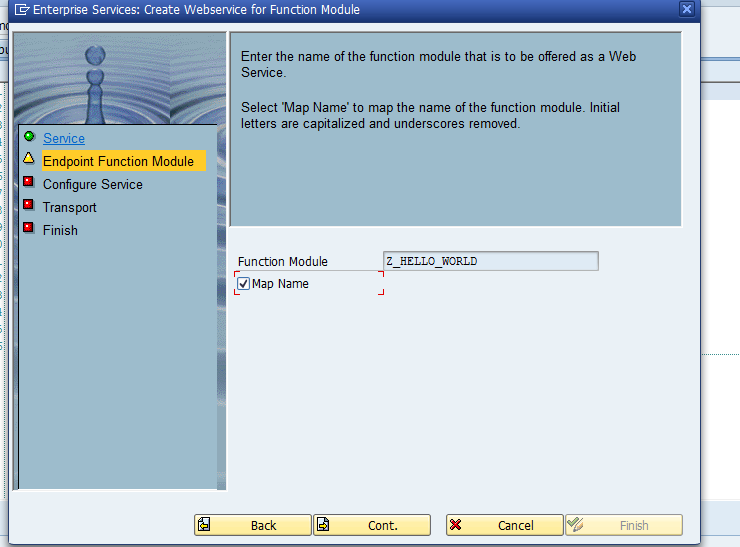 Enterprise Services: Create Webservice for Function Module
Enter the name of the function module that is to be offered as a Web
Service.
Select 'Map Name' to map the name of the function module. Initial
letters are capitalized and underscores removed.
Service
Endpoint Function Module
Configure Service
Transport
Finish
Function Module Z_HELLO_WORLD
Map Name
Back Cont. Cancel Finish